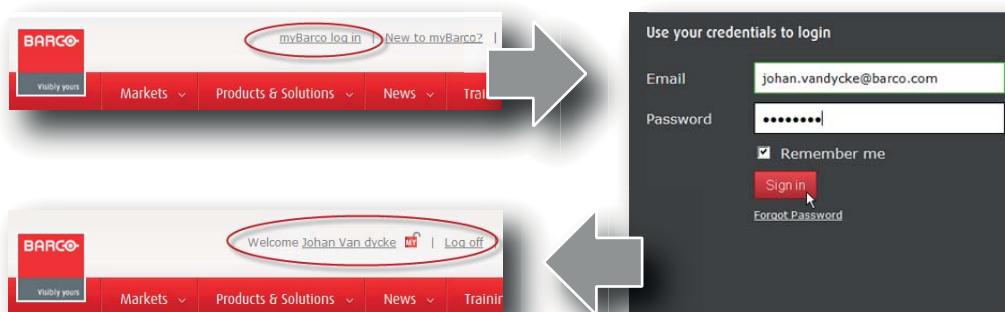 BARCO
Visibly yours
myBarco log in | New to myBarco? |
Markets Products & Solutions News Trai
Use your credentials to login
Email johan.vandycke@barco.com
Password ••••••••
Remember me
Sign in
Forgot Password
BARCO
Visibly yours
Welcome Johan Van dycke MY | Log off |
Markets Products & Solutions News Trainin